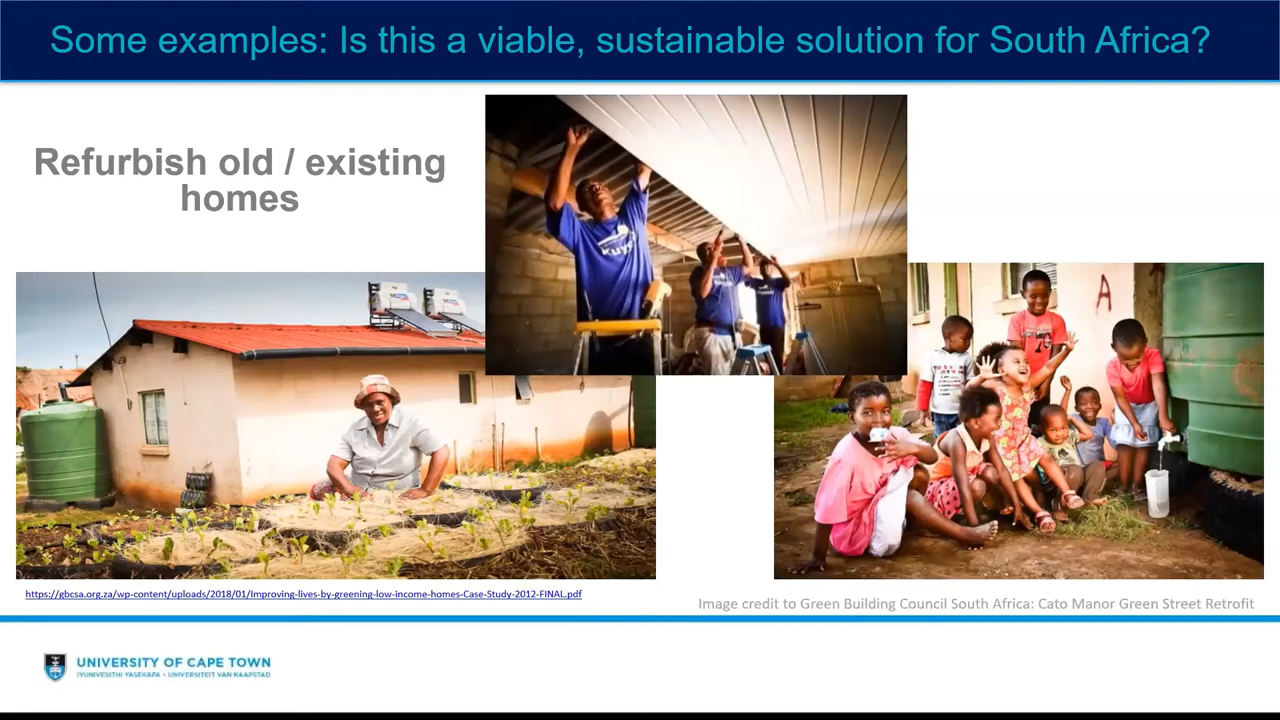 Some examples: Is this a viable, sustainable solution for South Africa?
Refurbish old / existing
homes
A
https://gbcsa.org.za/wp-content/uploads/2018/01/Improving-lives-by-greening-low-income-homes-Case-Study-2012-FINAL.pdf
Image credit to Green Building Council South Africa: Cato Manor Green Street Retrofit
UNIVERSITY OF CAPE TOWN
IYUNIVESITHI YASEKAPA • UNIVERSITEIT VAN KAAPSTAD